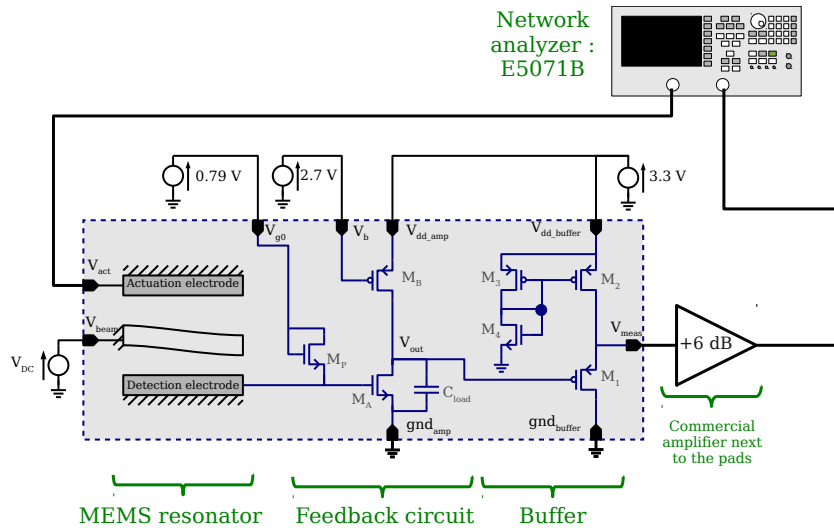 Network
analyzer :
E5071B
0.79 V
2.7 V
3.3 V
Vg0
Vb
Vdd_amp
Vdd_buffer
Vact
Actuation electrode
MB
M3
M2
Vbeam
VDC
M4
Vmeas
Vout
+6 dB
MP
Detection electrode
MA
Cload
M1
gndamp
gndbuffer
Commercial
amplifier next
to the pads
MEMS resonator
Feedback circuit
Buffer